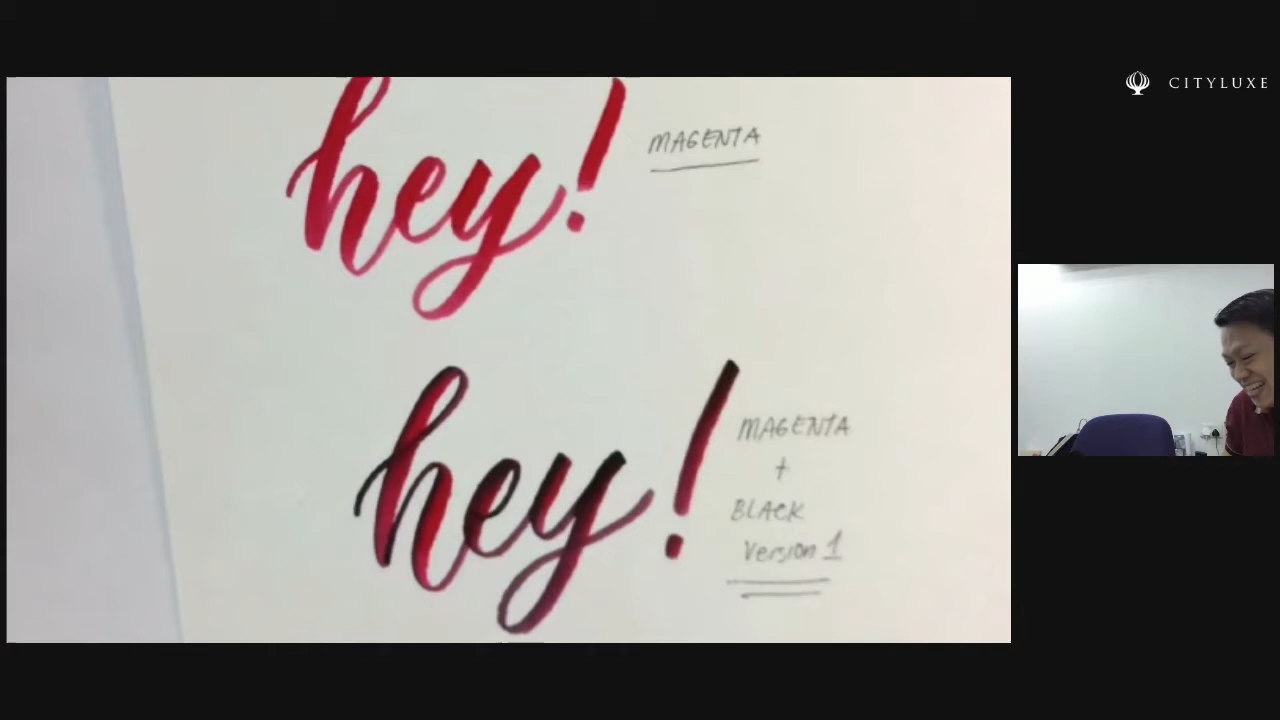 CITYLUXE
hey!
MAGENTA
hey!
MAGENTA
+
BLACK
Version 1